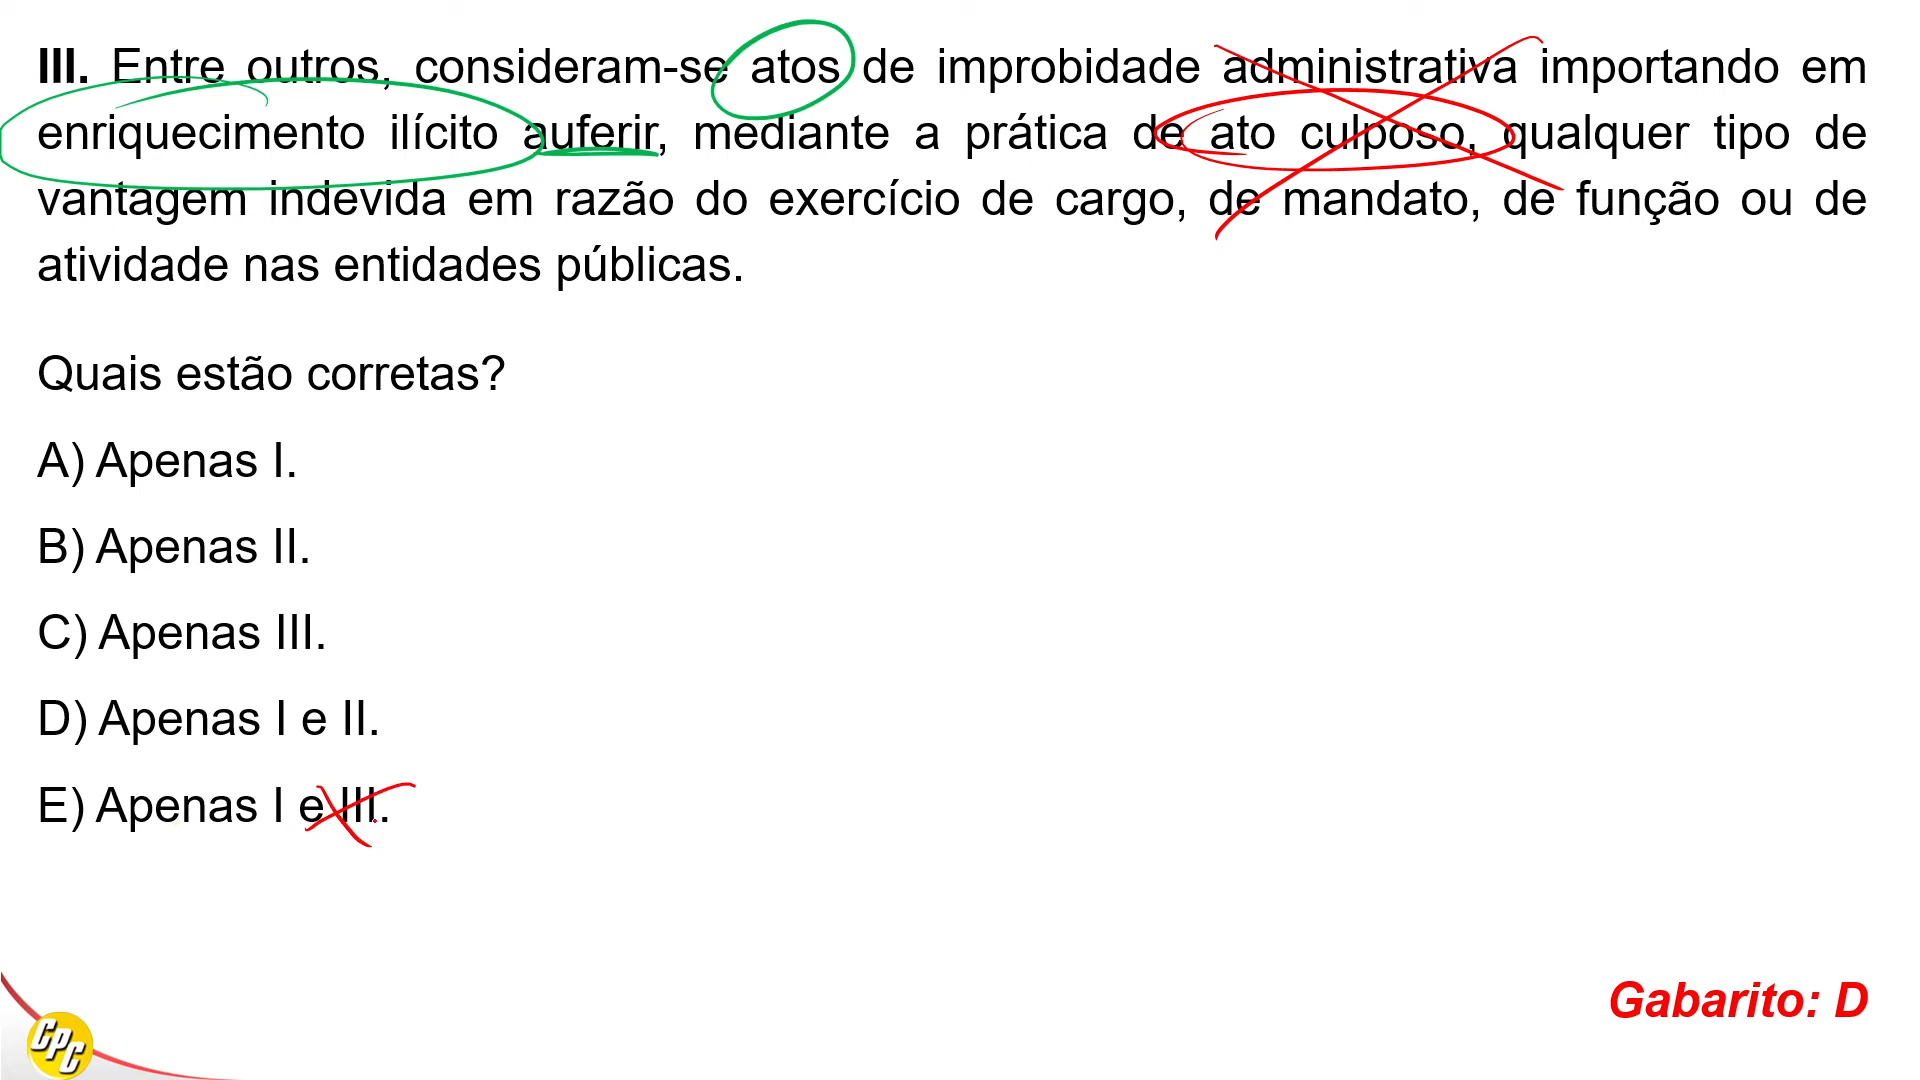 III. Entre outros, consideram-se atos de improbidade administrativa importando em
enriquecimento ilícito auferir, mediante a prática de ato culposo, qualquer tipo de
vantagem indevida em razão do exercício de cargo, de mandato, de função ou de
atividade nas entidades públicas.
Quais estão corretas?
A) Apenas I.
B) Apenas II.
C) Apenas III.
D) Apenas I e II.
E) Apenas I e III.
Gabarito: D
CPC